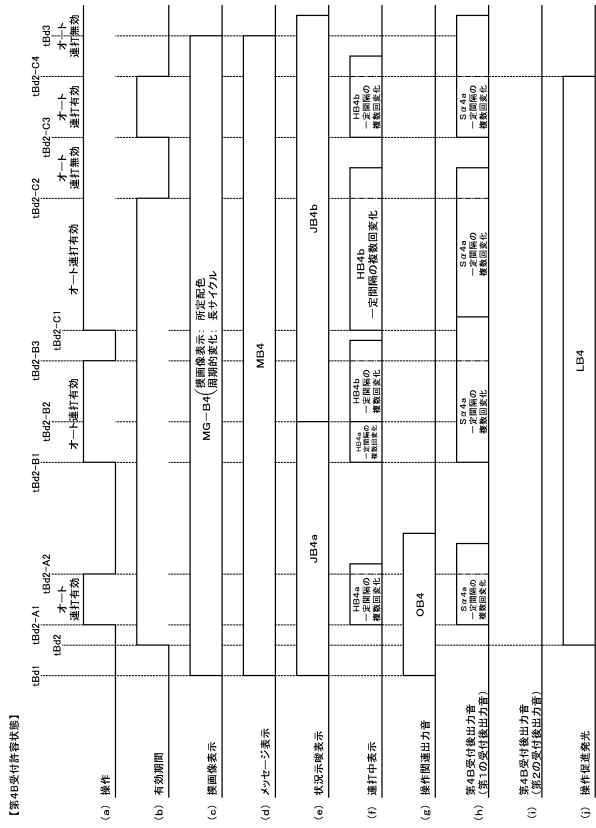 【第4B受付許容状態】
tBd1
tBd2
tBd2-A1
tBd2-A2
tBd2-B1
tBd2-B2
tBd2-B3
tBd2-C1
tBd2-C2
tBd2-C3
tBd2-C4
tBd3
(a) 操作
オート
連打有効
オート連打有効
オート連打有効
オート
連打無効
オート
連打有効
オート
連打無効
(b) 有効期間
(c) 摸画像表示
MG-B4(摸画像表示: 所定配色
周期的変化: 長サイクル
(d) メッセージ表示
MB4
(e) 状況示唆表示
JB4a
JB4b
(f) 連打中表示
HB4a
一定間隔の
複数回変化
HB4a
一定間隔の
複数回変化
HB4b
一定間隔の
複数回変化
HB4b
一定間隔の複数回変化
HB4b
一定間隔の
複数回変化
(g) 操作関連出力音
OB4
(h) 第4B受付後出力音
(第1の受付後出力音)
Sα4a
一定間隔の
複数回変化
Sα4a
一定間隔の
複数回変化
Sα4a
一定間隔の
複数回変化
Sα4a
一定間隔の
複数回変化
(i) 第4B受付後出力音
(第2の受付後出力音)
(j) 操作促進発光
LB4